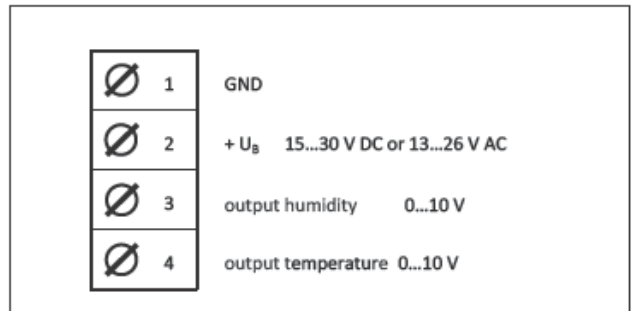 1 GND
2 + U_B 15...30 V DC or 13...26 V AC
3 output humidity 0...10 V
4 output temperature 0...10 V